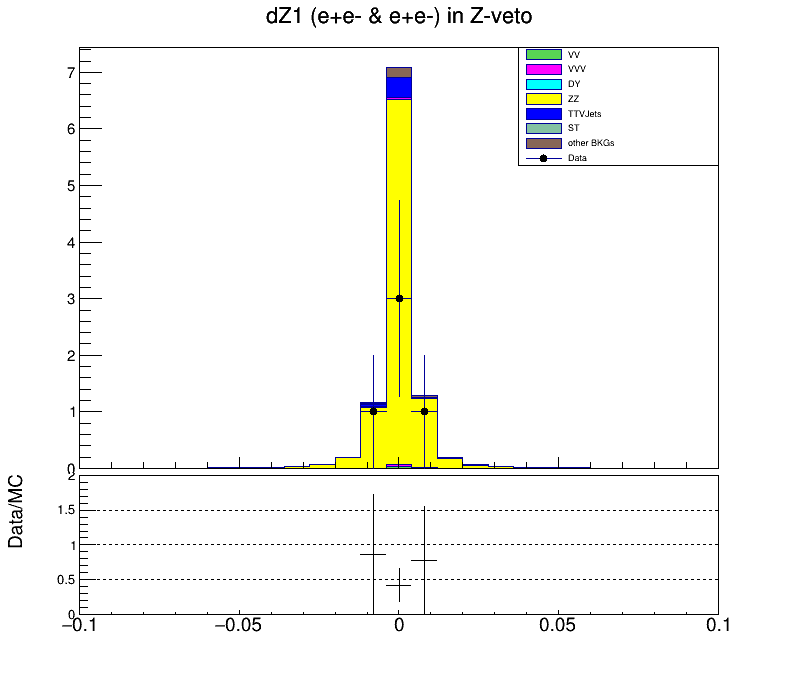 dZ1 (e+e- & e+e-) in Z-veto
7
6
5
4
3
2
1
0
VV
VVV
DY
ZZ
TTVJets
ST
other BKGs
Data
Data/MC
2
1.5
1
0.5
0
−0.1
−0.05
0
0.05
0.1